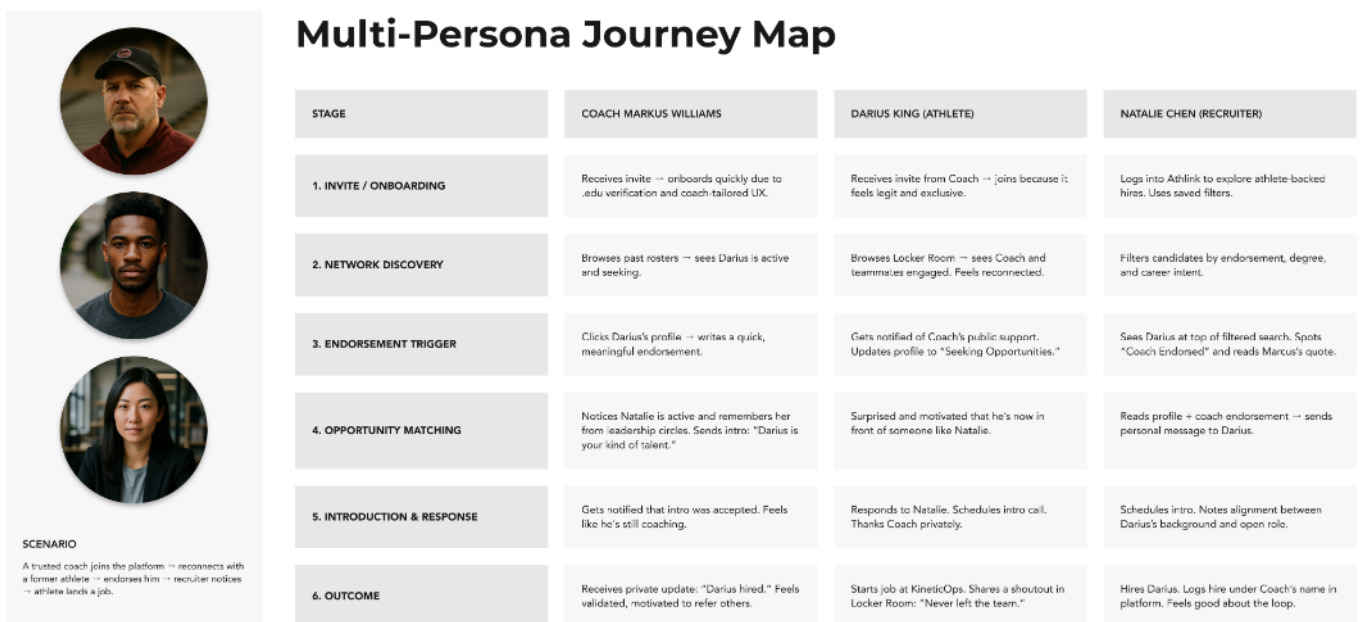 Multi-Persona Journey Map
STAGE
COACH MARKUS WILLIAMS
DARIUS KING (ATHLETE)
NATALIE CHEN (RECRUITER)
1. INVITE / ONBOARDING
Receives invite → onboards quickly due to
.edu verification and coach-tailored UX.
Receives invite from Coach → joins because it
feels legit and exclusive.
Logs into Athlink to explore athlete-backed
hires. Uses saved filters.
2. NETWORK DISCOVERY
Browses past rosters → sees Darius is active
and seeking.
Browses Locker Room → sees Coach and
teammates engaged. Feels reconnected.
Filters candidates by endorsement, degree,
and career intent.
3. ENDORSEMENT TRIGGER
Clicks Darius's profile → writes a quick,
meaningful endorsement.
Gets notified of Coach's public support.
Updates profile to "Seeking Opportunities."
Sees Darius at top of filtered search. Spots
"Coach Endorsed" and reads Marcus's quote.
4. OPPORTUNITY MATCHING
Notices Natalie is active and remembers her
from leadership circles. Sends intro: "Darius is
your kind of talent."
Surprised and motivated that he's now in
front of someone like Natalie.
Reads profile + coach endorsement → sends
personal message to Darius.
5. INTRODUCTION & RESPONSE
Gets notified that intro was accepted. Feels
like he's still coaching.
Responds to Natalie. Schedules intro call.
Thanks Coach privately.
Schedules intro. Notes alignment between
Darius's background and open role.
6. OUTCOME
Receives private update: "Darius hired." Feels
validated, motivated to refer others.
Starts job at KineticOps. Shares a shoutout in
Locker Room: "Never left the team."
Hires Darius. Logs hire under Coach's name in
platform. Feels good about the loop.
SCENARIO
A trusted coach joins the platform → reconnects with
a former athlete → endorses him → recruiter notices
→ athlete lands a job.